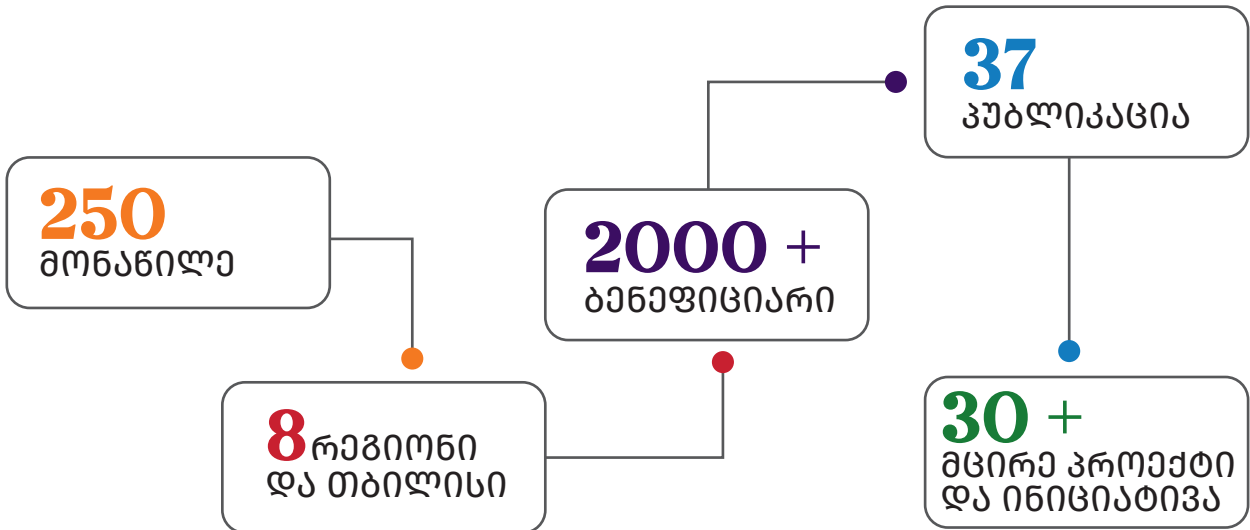 250
მონაწილე
8 რეგიონი
და თბილისი
2000 +
ბენეფიციარი
37
პუბლიკაცია
30 +
მცირე პროექტი
და ინიციატივა